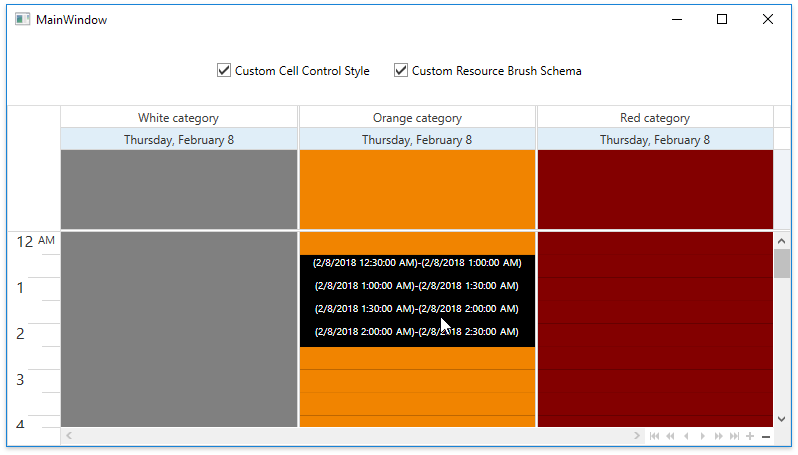 MainWindow
Custom Cell Control Style Custom Resource Brush Schema
White category Orange category Red category
Thursday, February 8 Thursday, February 8 Thursday, February 8
12 AM
(2/8/2018 12:30:00 AM)-(2/8/2018 1:00:00 AM)
1 (2/8/2018 1:00:00 AM)-(2/8/2018 1:30:00 AM)
(2/8/2018 1:30:00 AM)-(2/8/2018 2:00:00 AM)
2 (2/8/2018 2:00:00 AM)-(2/8/2018 2:30:00 AM)
3
4